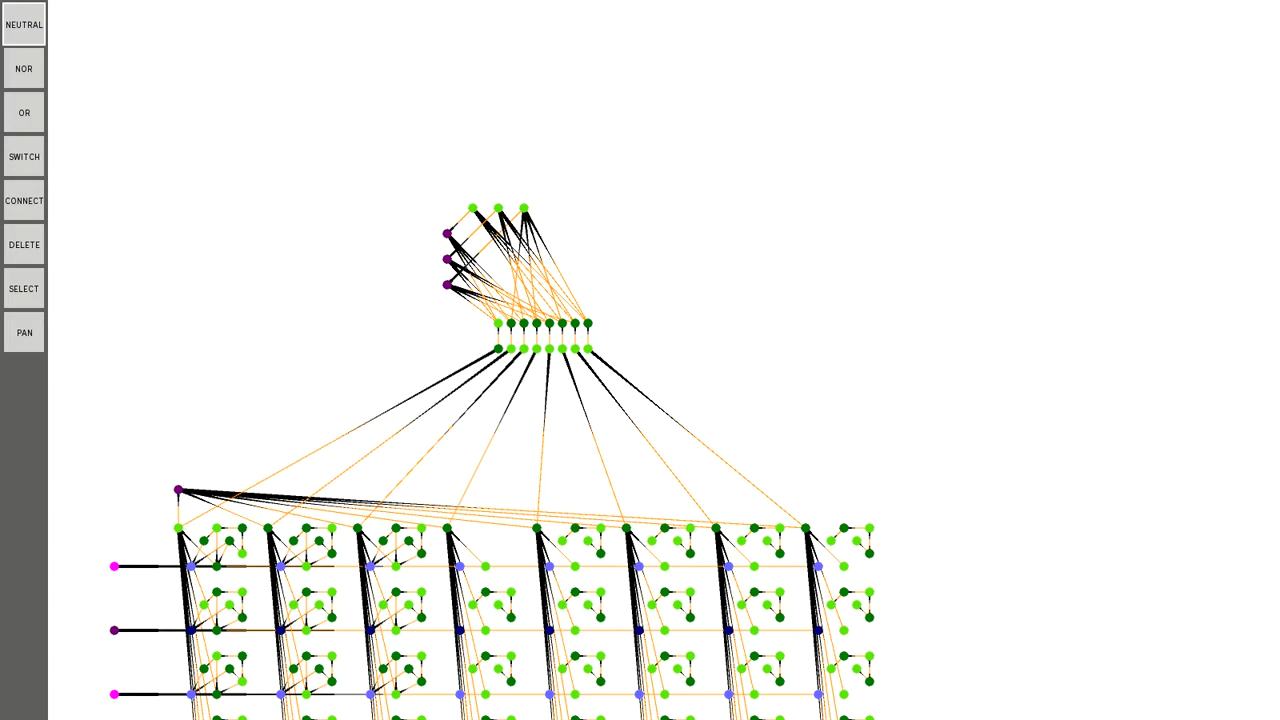 NEUTRAL
NOR
OR
SWITCH
CONNECT
DELETE
SELECT
PAN